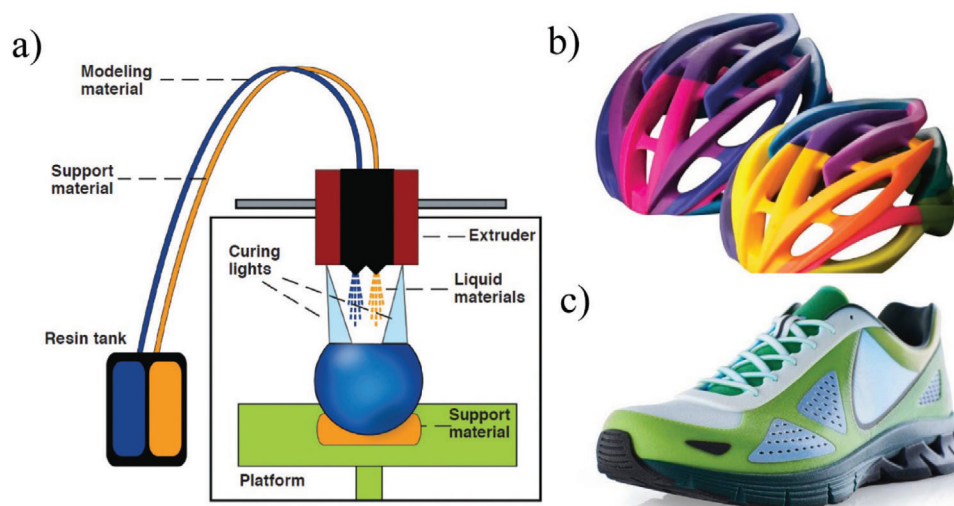 a)
Modeling
material
Support
material
Resin tank
Curing
lights
Extruder
Liquid
materials
Support
material
Platform
b)
c)